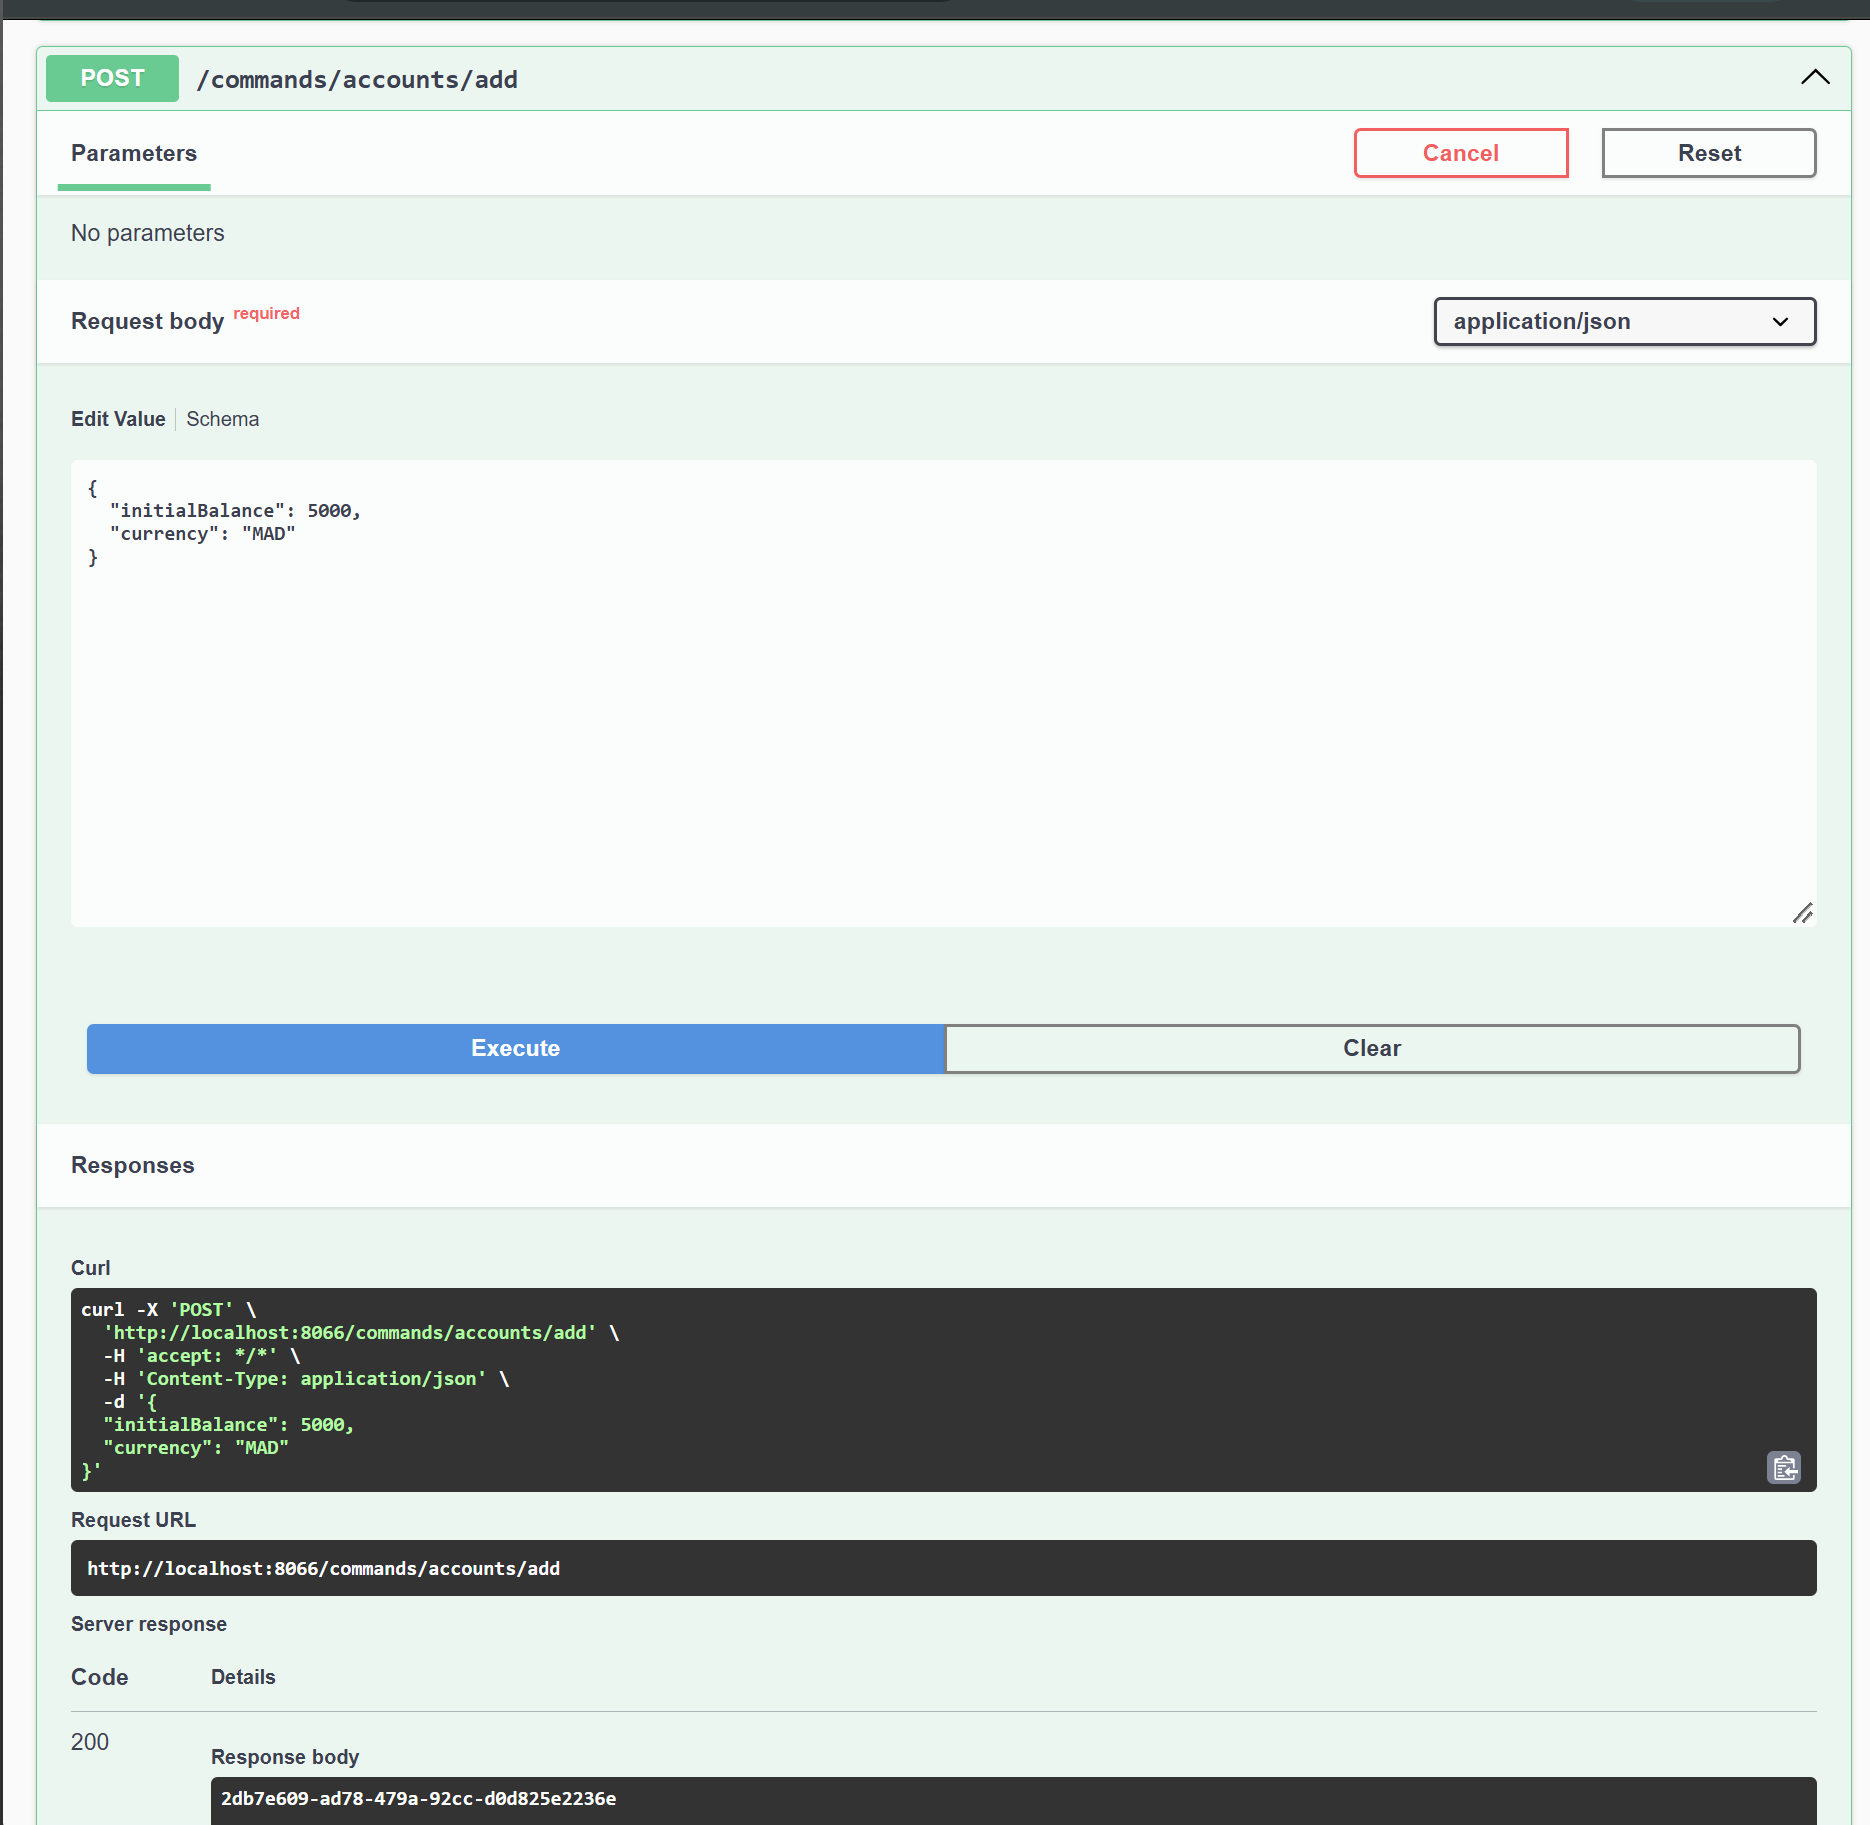 POST /commands/accounts/add
Parameters
Cancel
Reset
No parameters
Request body required
application/json
Edit Value Schema
{
  "initialBalance": 5000,
  "currency": "MAD"
}
Execute
Clear
Responses
Curl
curl -X 'POST' \
  'http://localhost:8066/commands/accounts/add' \
  -H 'accept: */*' \
  -H 'Content-Type: application/json' \
  -d '{
  "initialBalance": 5000,
  "currency": "MAD"
}'
Request URL
http://localhost:8066/commands/accounts/add
Server response
Code Details
200
Response body
2db7e609-ad78-479a-92cc-d0d825e2236e